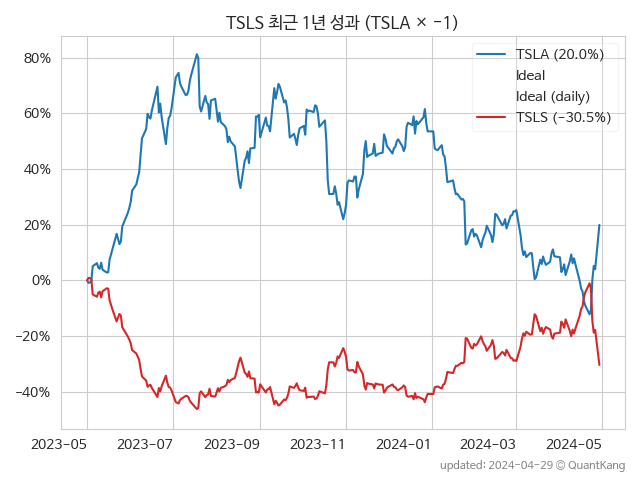 TSLS 최근 1년 성과 (TSLA × −1)
TSLA (20.0%)
Ideal
Ideal (daily)
TSLS (−30.5%)
80%
60%
40%
20%
0%
−20%
−40%
2023-05
2023-07
2023-09
2023-11
2024-01
2024-03
2024-05
updated: 2024-04-29 © QuantKang